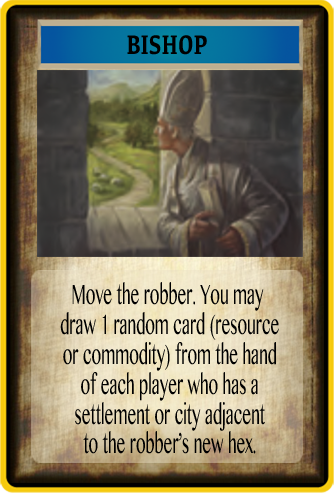 BISHOP
Move the robber. You may
draw 1 random card (resource
or commodity) from the hand
of each player who has a
settlement or city adjacent
to the robber's new hex.